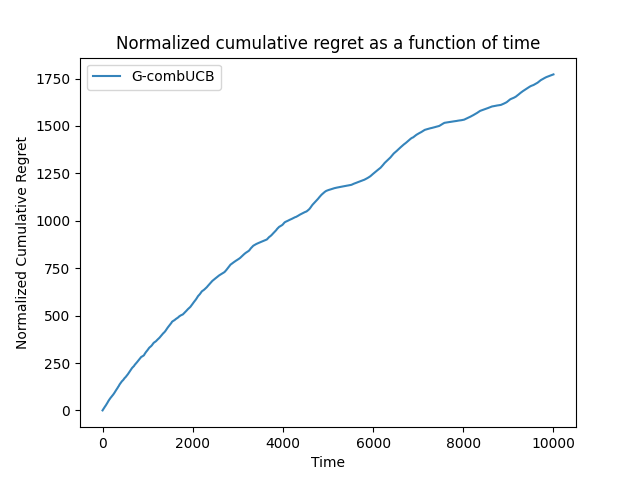 Normalized cumulative regret as a function of time
G-combUCB
Normalized Cumulative Regret
1750
1500
1250
1000
750
500
250
0
0 2000 4000 6000 8000 10000
Time